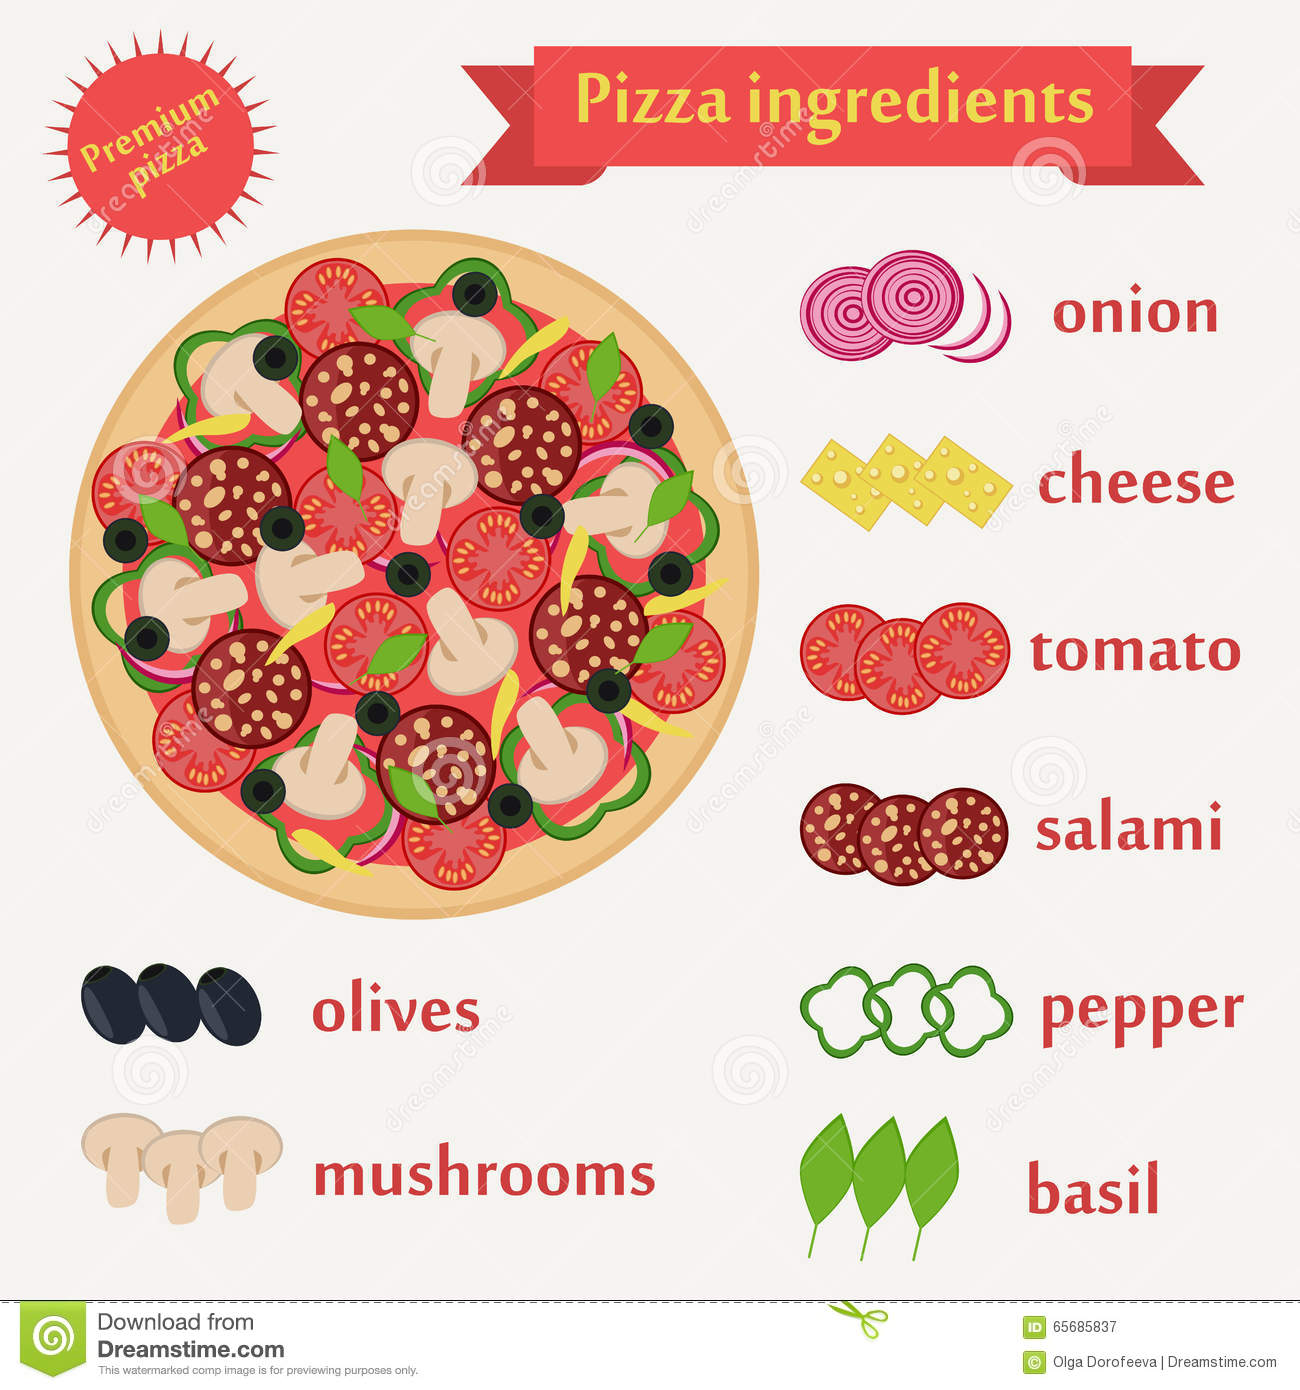 Premium
pizza
Pizza ingredients
onion
cheese
tomato
salami
olives
pepper
mushrooms
basil
dreamstime
Download from
Dreamstime.com
This watermarked comp image is for previewing purposes only.
ID 65685837
© Olga Dorofeeva | Dreamstime.com